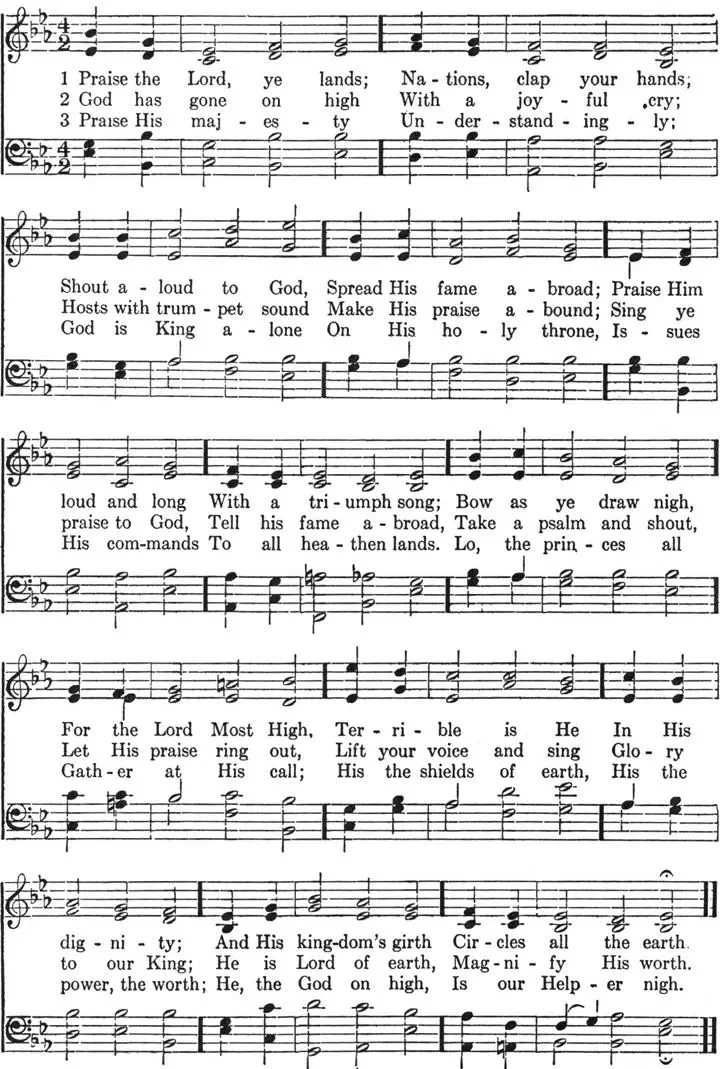 1 Praise the Lord, ye lands; Na - tions, clap your hands;
2 God has gone on high With a joy - ful cry;
3 Praise His maj - es - ty Un - der - stand - ing - ly;
Shout a - loud to God, Spread His fame a - broad; Praise Him
Hosts with trum - pet sound Make His praise a - bound; Sing ye
God is King a - lone On His ho - ly throne, Is - sues
loud and long With a tri - umph song; Bow as ye draw nigh,
praise to God, Tell his fame a - broad, Take a psalm and shout,
His com-mands To all hea - then lands. Lo, the prin - ces all
For the Lord Most High, Ter - ri - ble is He In His
Let His praise ring out, Lift your voice and sing Glo - ry
Gath - er at His call; His the shields of earth, His the
dig - ni - ty; And His king-dom's girth Cir - cles all the earth.
to our King; He is Lord of earth, Mag - ni - fy His worth.
power, the worth; He, the God on high, Is our Help - er nigh.